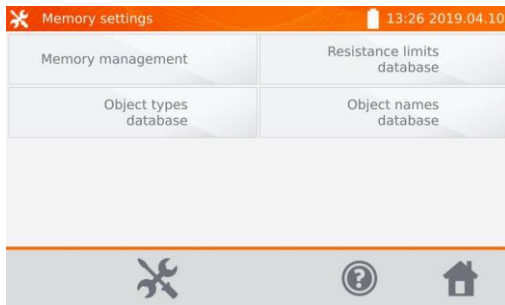 Memory settings
13:26 2019.04.10
Memory management
Resistance limits
database
Object types
database
Object names
database
?